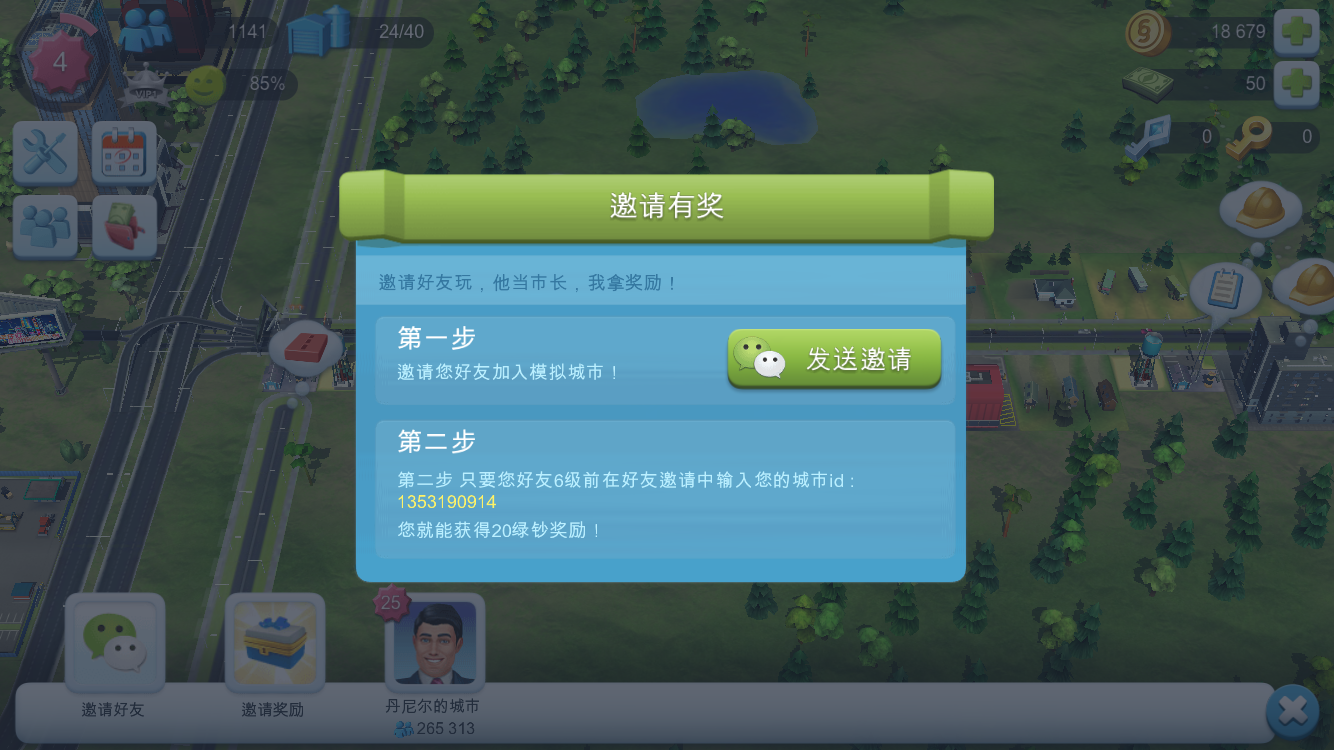 4
1141
24/40
18 679
VIP1
85%
50
0
0
邀请有奖
邀请好友玩，他当市长，我拿奖励！
第一步
邀请您好友加入模拟城市！
发送邀请
第二步
第二步 只要您好友6级前在好友邀请中输入您的城市id：
1353190914
您就能获得20绿钞奖励！
25
邀请好友
邀请奖励
丹尼尔的城市
265 313